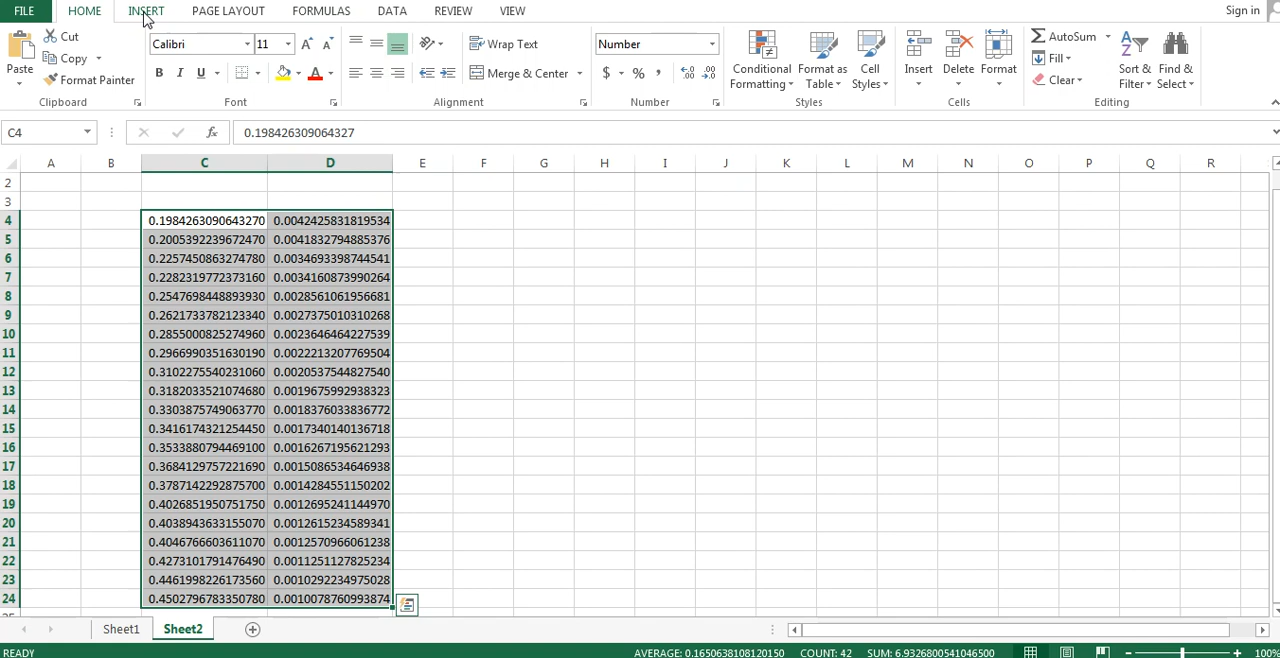 FILE HOME INSERT PAGE LAYOUT FORMULAS DATA REVIEW VIEW Sign in
Cut
Copy
Format Painter
Paste
Clipboard
Calibri 11
B I U
Font
Wrap Text
Merge & Center
Alignment
Number
$ % ,
Number
Conditional Formatting
Format as Table
Cell Styles
Styles
Insert Delete Format
Cells
AutoSum
Fill
Clear
Sort & Filter
Find & Select
Editing
C4 fx 0.198426309064327
A B C D E F G H I J K L M N O P Q R
2
3
4 0.1984263090643270 0.0042425831819534
5 0.2005392239672470 0.0041832794885376
6 0.2257450863274780 0.0034693398744541
7 0.2282319772373160 0.0034160873990264
8 0.2547698448893930 0.0028561061956681
9 0.2621733782123340 0.0027375010310268
10 0.2855000825274960 0.0023646464227539
11 0.2966990351630190 0.0022213207769504
12 0.3102275540231060 0.0020537544827540
13 0.3182033521074680 0.0019675992938323
14 0.3303875749063770 0.0018376033836772
15 0.3416174321254450 0.0017340140136718
16 0.3533880794469100 0.0016267195621293
17 0.3684129757221690 0.0015086534646938
18 0.3787142292875700 0.0014284551150202
19 0.4026851950751750 0.0012695241144970
20 0.4038943633155070 0.0012615234589341
21 0.4046766603611070 0.0012570966061238
22 0.4273101791476490 0.0011251127825234
23 0.4461998226173560 0.0010292234975028
24 0.4502796783350780 0.0010078760993874
Sheet1 Sheet2
READY AVERAGE: 0.1650638108120150 COUNT: 42 SUM: 6.9326800541046500 100%